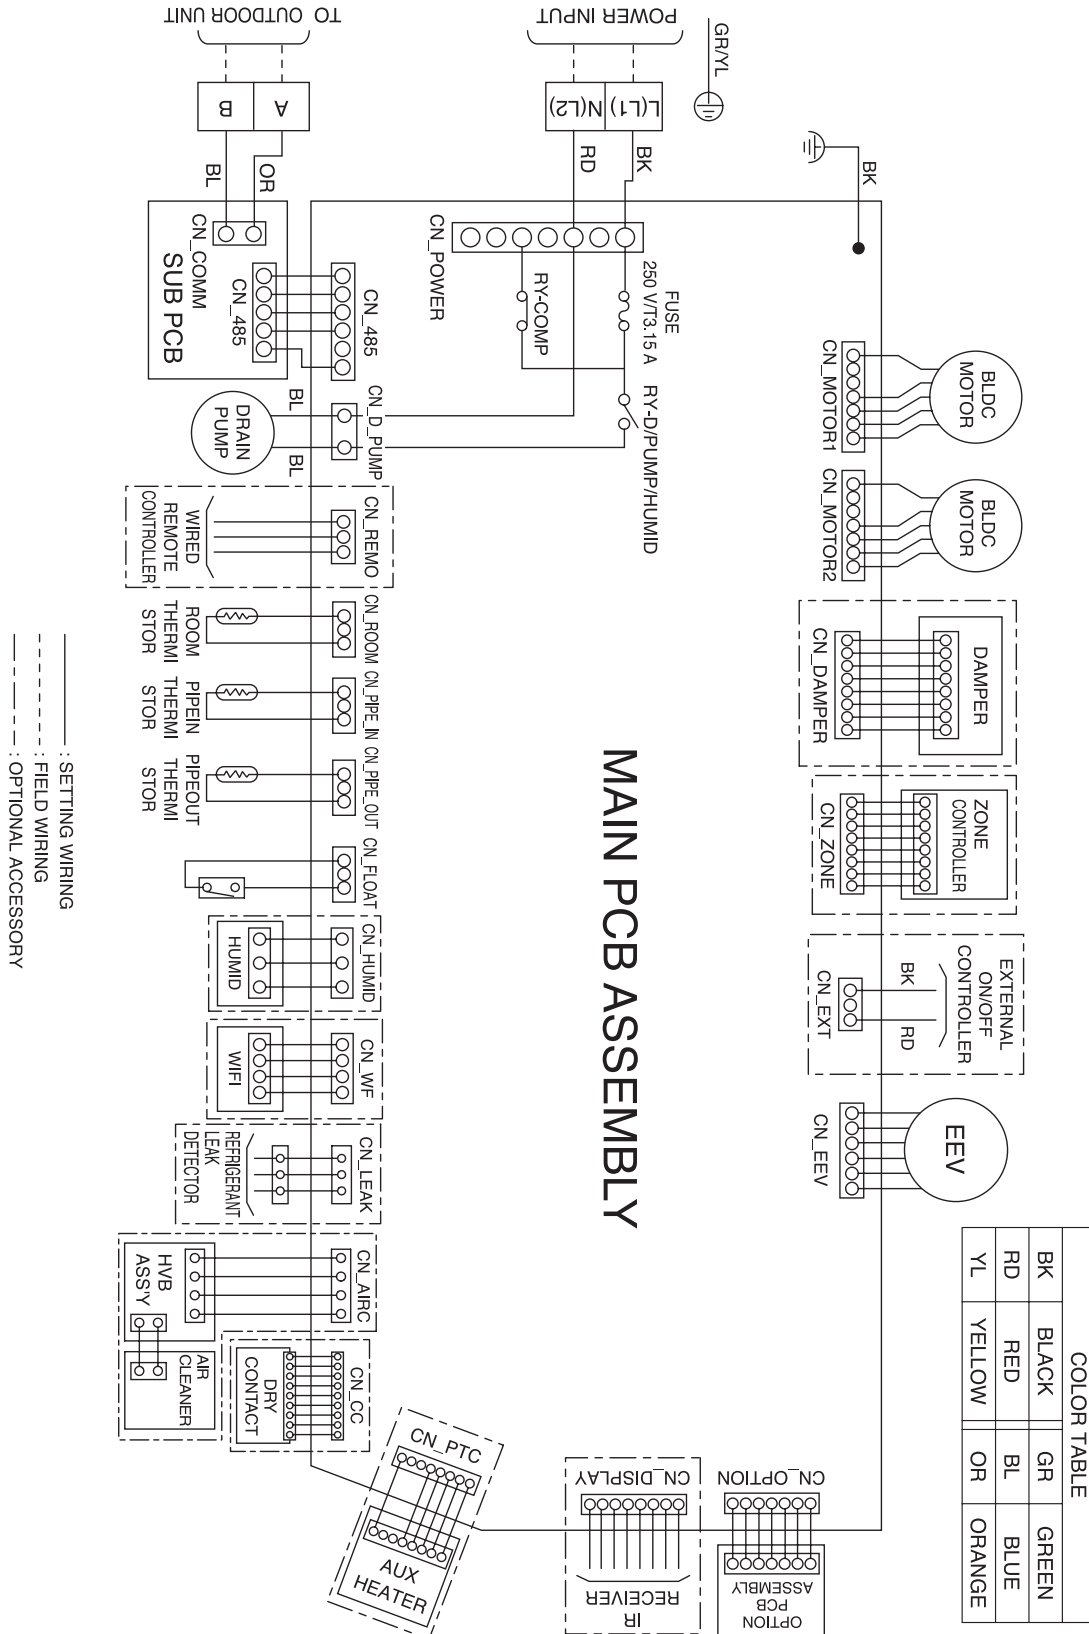 TO OUTDOOR UNIT
POWER INPUT
GR/YL
B
A
N(L2)
L(L1)
BL
OR
RD
BK
BK
CN_COMM
SUB PCB
CN_485
CN_485
CN_POWER
RY-COMP
FUSE
250 V/T3.15 A
RY-D/PUMP/HUMID
DRAIN
PUMP
BL
BL
CN_D_PUMP
WIRED
REMOTE
CONTROLLER
CN_REMO
ROOM
THERMI
STOR
CN_ROOM
PIPEIN
THERMI
STOR
CN_PIPE_IN
PIPEOUT
THERMI
STOR
CN_PIPE_OUT
CN_FLOAT
HUMID
CN_HUMID
WIFI
CN_WF
REFRIGERANT
LEAK
DETECTOR
CN_LEAK
HVB
ASS'Y
CN_AIRC
AIR
CLEANER
DRY
CONTACT
CN_CC
CN_PTC
AUX
HEATER
CN_DISPLAY
IR
RECEIVER
CN_OPTION
OPTION
PCB
ASSEMBLY
MAIN PCB ASSEMBLY
BLDC
MOTOR
CN_MOTOR1
BLDC
MOTOR
CN_MOTOR2
DAMPER
CN_DAMPER
ZONE
CONTROLLER
CN_ZONE
EXTERNAL
ON/OFF
CONTROLLER
BK
RD
CN_EXT
EEV
CN_EEV
COLOR TABLE
BK BLACK GR GREEN
RD RED BL BLUE
YL YELLOW OR ORANGE
: SETTING WIRING
: FIELD WIRING
: OPTIONAL ACCESSORY